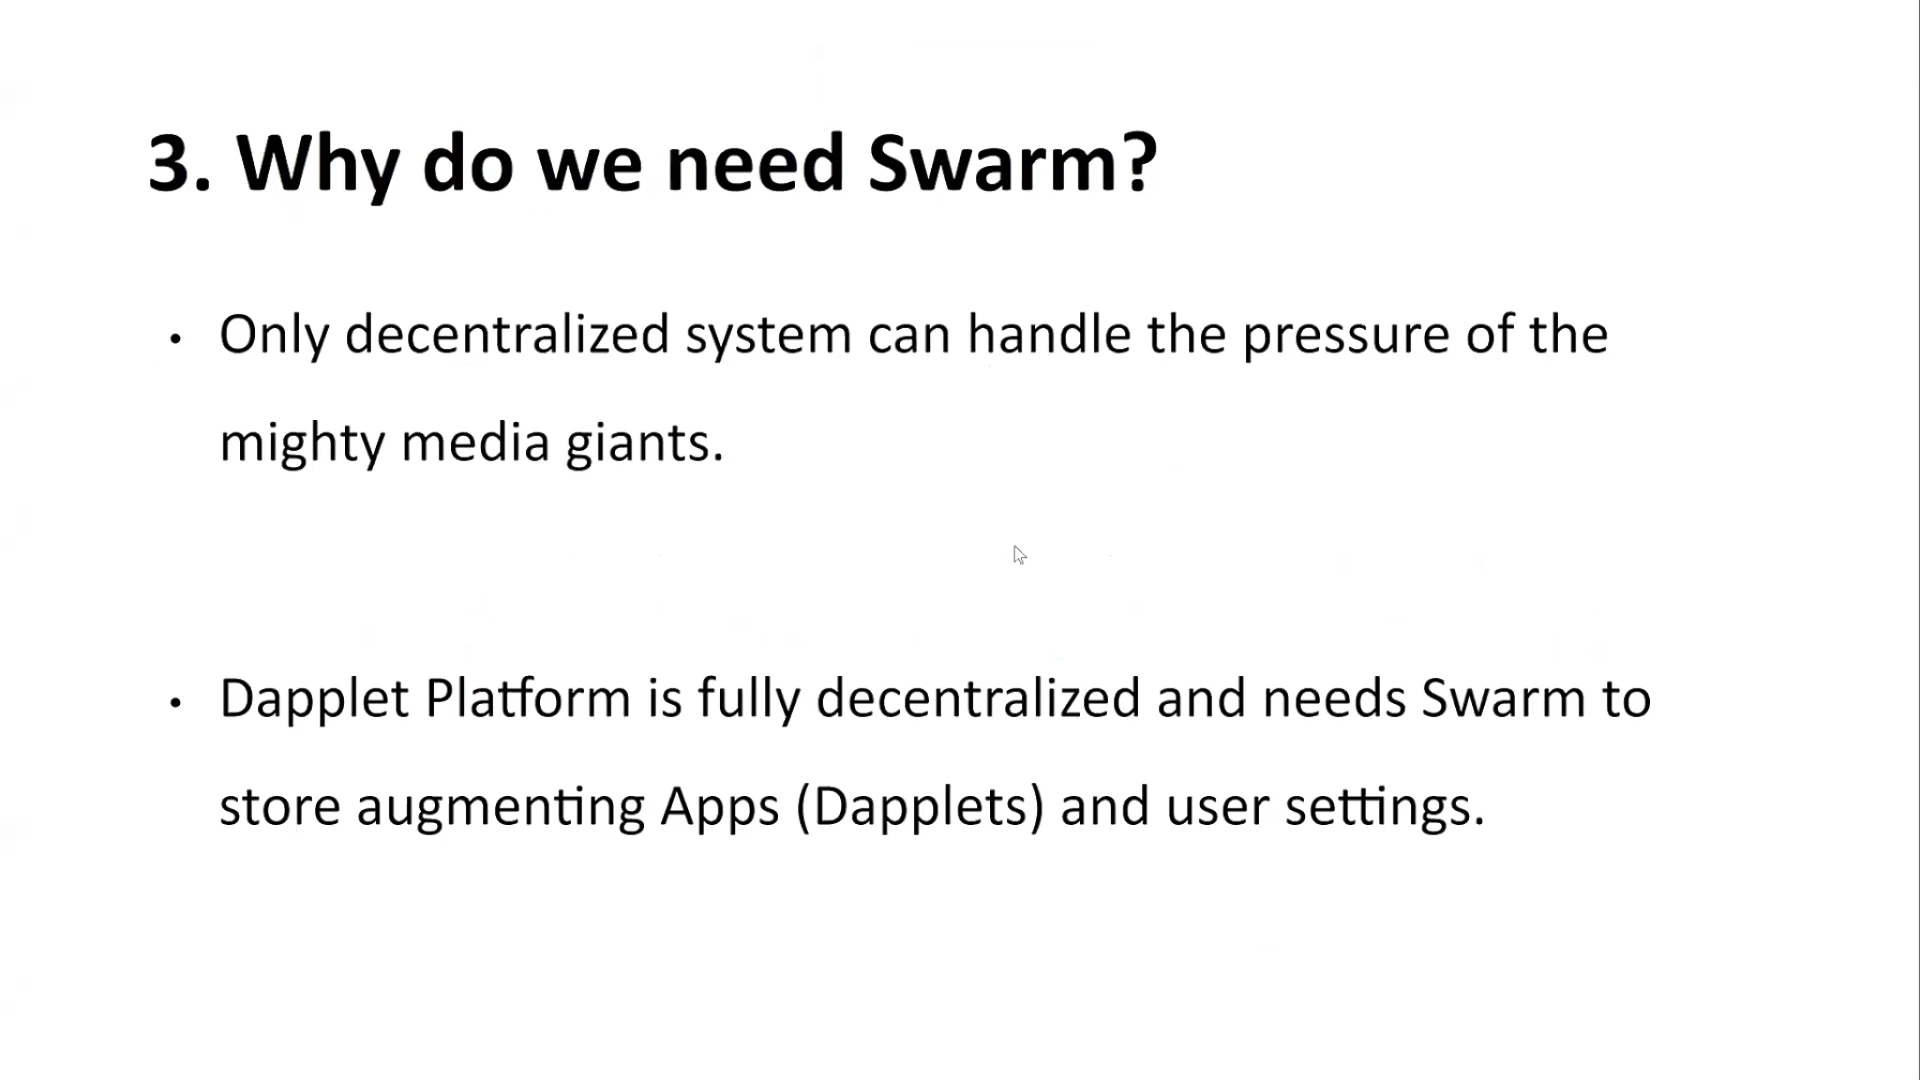 3. Why do we need Swarm?
• Only decentralized system can handle the pressure of the
mighty media giants.
• Dapplet Platform is fully decentralized and needs Swarm to
store augmenting Apps (Dapplets) and user settings.